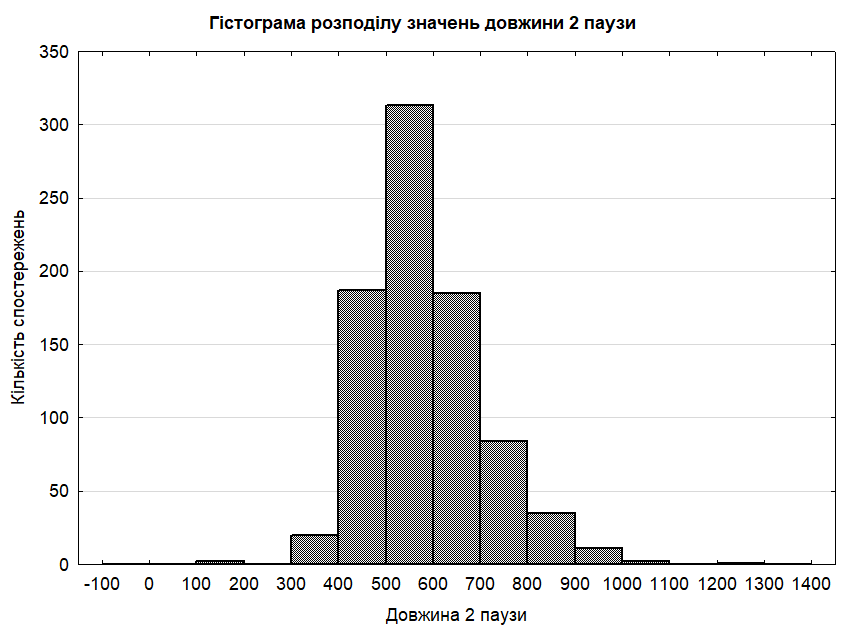 Гістограма розподілу значень довжини 2 паузи
Кількість спостережень
350
300
250
200
150
100
50
0
-100 0 100 200 300 400 500 600 700 800 900 1000 1100 1200 1300 1400
Довжина 2 паузи